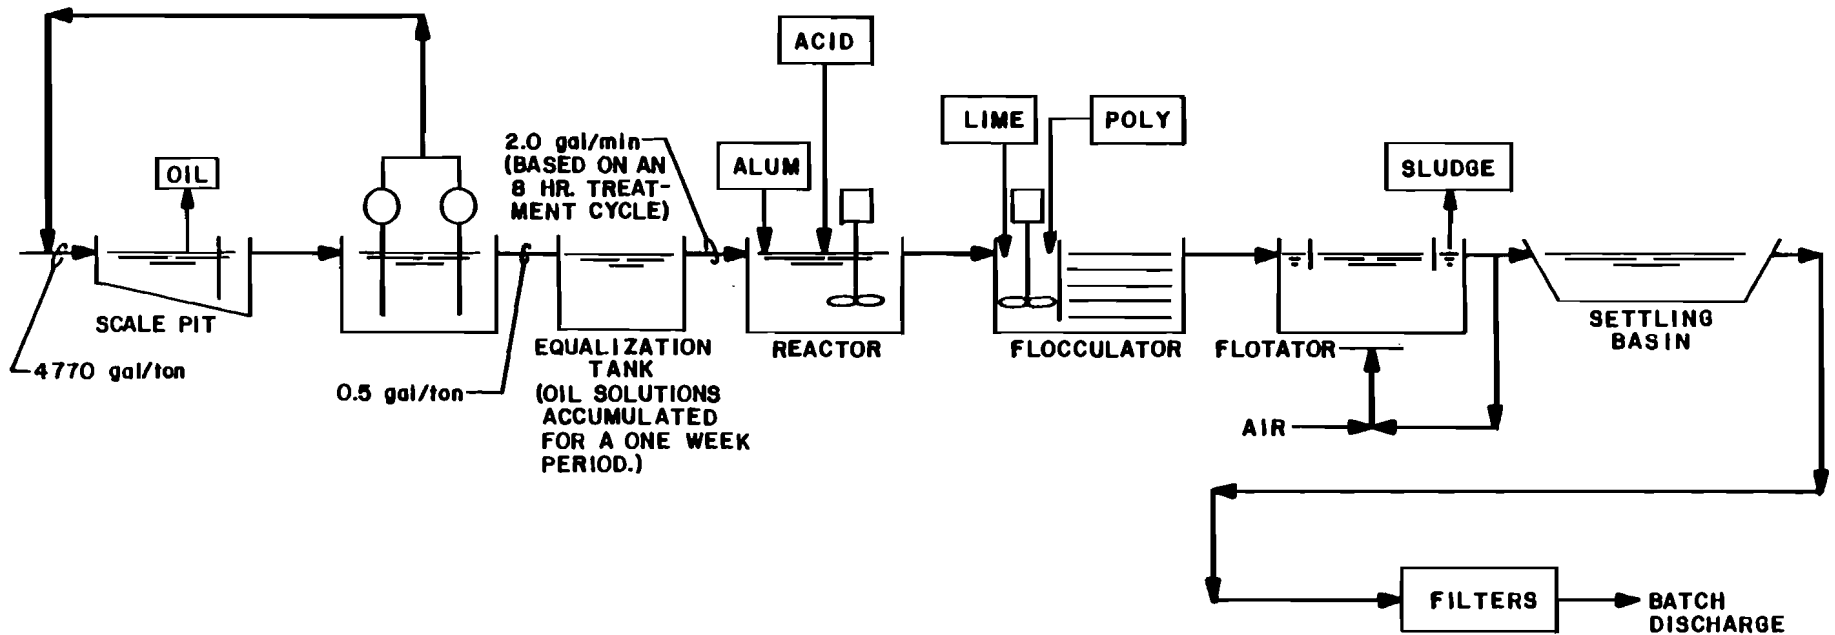 ACID
LIME
POLY
2.0 gal/min
(BASED ON AN
8 HR. TREAT-
MENT CYCLE)
ALUM
OIL
SLUDGE
SCALE PIT
4770 gal/ton
0.5 gal/ton
EQUALIZATION
TANK
(OIL SOLUTIONS
ACCUMULATED
FOR A ONE WEEK
PERIOD.)
REACTOR
FLOCCULATOR
FLOTATOR
SETTLING
BASIN
AIR
FILTERS
BATCH
DISCHARGE